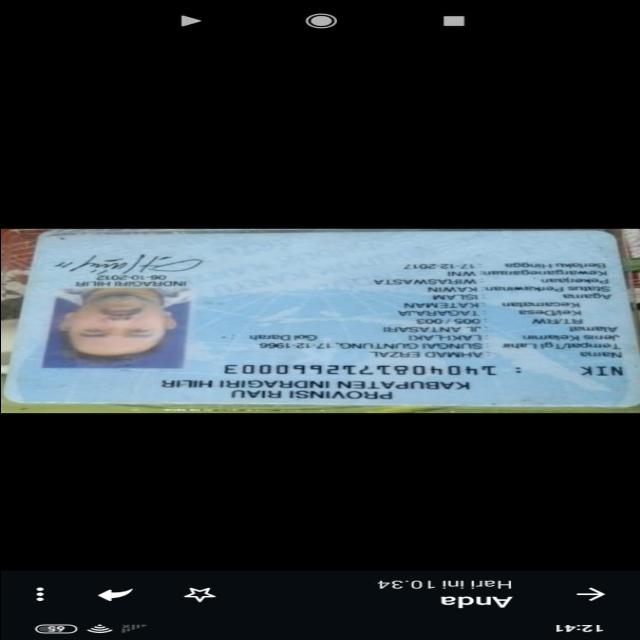 12:41
65
Anda
Hari ini 10.34
PROVINSI RIAU
KABUPATEN INDRAGIRI HILIR
NIK : 1404081712660003
Nama : AHMAD ERZAL
Tempat/Tgl Lahir : SUNGAI GUNTUNG, 17-12-1966
Jenis Kelamin : LAKI-LAKI Gol Darah : -
Alamat : JL ANTASARI
RT/RW : 005/002
Kel/Desa : TAGARAJA
Kecamatan : KATEMAN
Agama : ISLAM
Status Perkawinan : KAWIN
Pekerjaan : WIRASWASTA
Kewarganegaraan : WNI
Berlaku Hingga : 17-12-2017
INDRAGIRI HILIR
06-10-2012